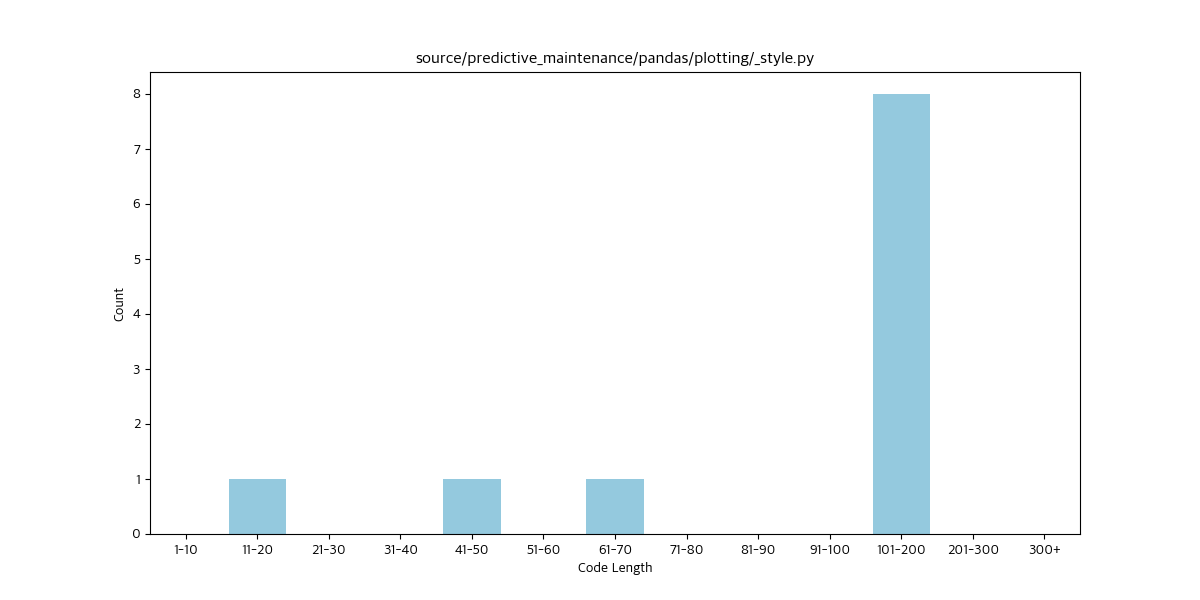 source/predictive_maintenance/pandas/plotting/_style.py
8
7
6
5
4
3
2
1
0
Count
1-10 11-20 21-30 31-40 41-50 51-60 61-70 71-80 81-90 91-100 101-200 201-300 300+
Code Length